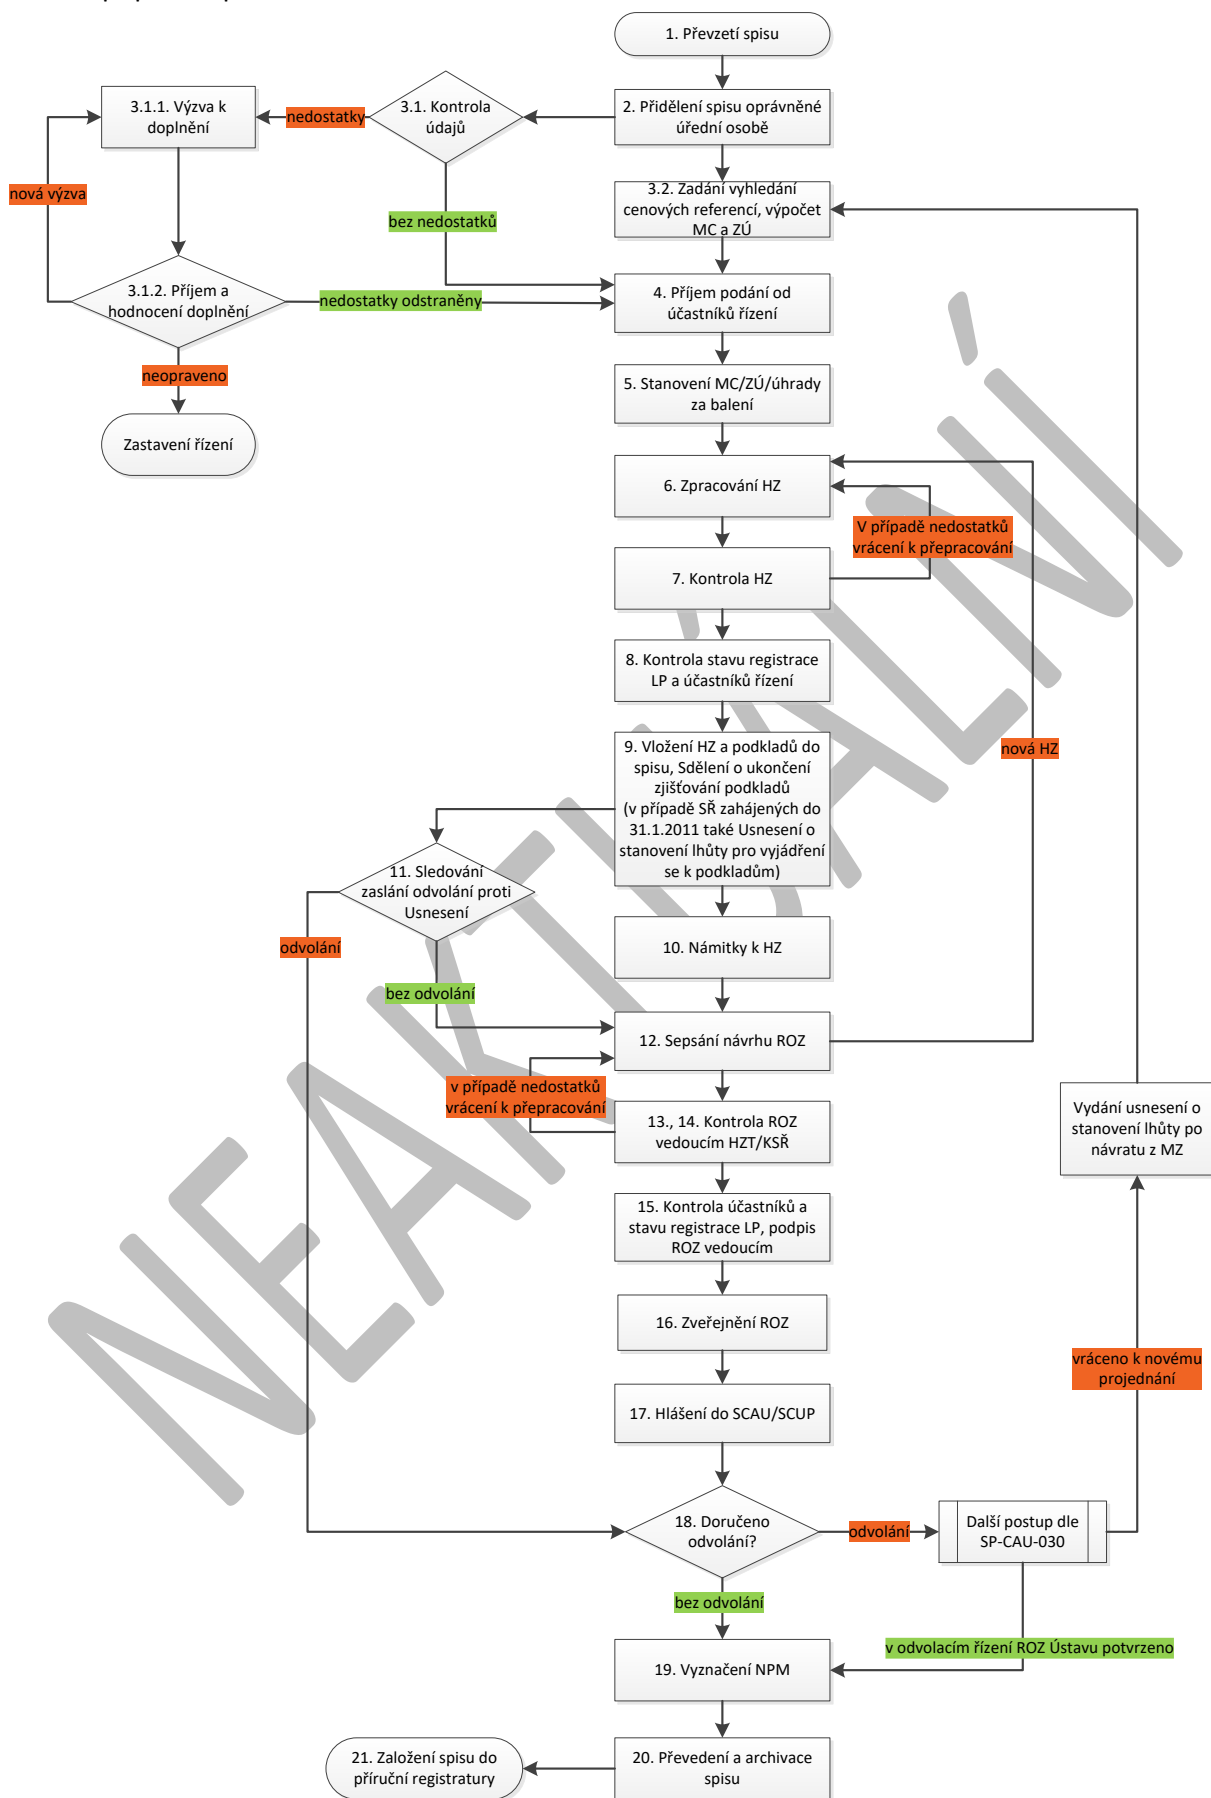 1. Převzetí spisu
3.1.1. Výzva k
doplnění
nedostatky
3.1. Kontrola
údajů
2. Přidělení spisu oprávněné
úřední osobě
nová výzva
bez nedostatků
3.2. Zadání vyhledání
cenových referencí, výpočet
MC a ZÚ
3.1.2. Příjem a
hodnocení doplnění
nedostatky odstraněny
4. Příjem podání od
účastníků řízení
neopraveno
5. Stanovení MC/ZÚ/úhrady
za balení
Zastavení řízení
6. Zpracování HZ
V případě nedostatků
vrácení k přepracování
7. Kontrola HZ
8. Kontrola stavu registrace
LP a účastníků řízení
9. Vložení HZ a podkladů do
spisu, Sdělení o ukončení
zjišťování podkladů
(v případě SŘ zahájených do
31.1.2011 také Usnesení o
stanovení lhůty pro vyjádření
se k podkladům)
nová HZ
11. Sledování
zaslání odvolání proti
Usnesení
odvolání
10. Námitky k HZ
bez odvolání
12. Sepsání návrhu ROZ
v případě nedostatků
vrácení k přepracování
13., 14. Kontrola ROZ
vedoucím HZT/KSŘ
Vydání usnesení o
stanovení lhůty po
návratu z MZ
15. Kontrola účastníků a
stavu registrace LP, podpis
ROZ vedoucím
16. Zveřejnění ROZ
vráceno k novému
projednání
17. Hlášení do SCAU/SCUP
18. Doručeno
odvolání?
odvolání
Další postup dle
SP-CAU-030
bez odvolání
v odvolacím řízení ROZ Ústavu potvrzeno
19. Vyznačení NPM
21. Založení spisu do
příruční registratury
20. Převedení a archivace
spisu
NEAKTUÁLNÍ